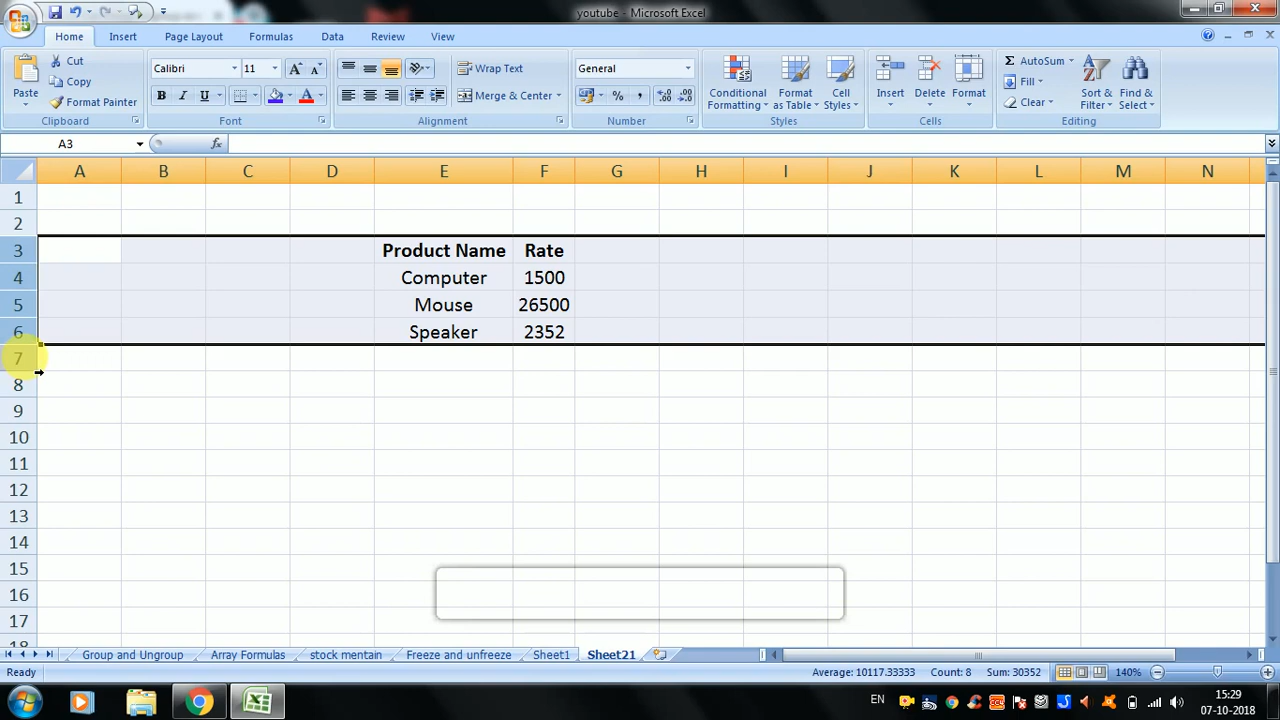 youtube - Microsoft Excel
Home Insert Page Layout Formulas Data Review View
Paste Cut Copy Format Painter
Calibri 11 Wrap Text General AutoSum
B I U Merge & Center % , Fill Clear
Conditional Formatting Format as Table Cell Styles Insert Delete Format Sort & Filter Find & Select
Clipboard Font Alignment Number Styles Cells Editing
A3 fx
A B C D E F G H I J K L M N
1
2
3 Product Name Rate
4 Computer 1500
5 Mouse 26500
6 Speaker 2352
7
8
9
10
11
12
13
14
15
16
17
18
Group and Ungroup Array Formulas stock mentain Freeze and unfreeze Sheet1 Sheet21
Ready Average: 10117.33333 Count: 8 Sum: 30352 140%
EN 15:29
07-10-2018